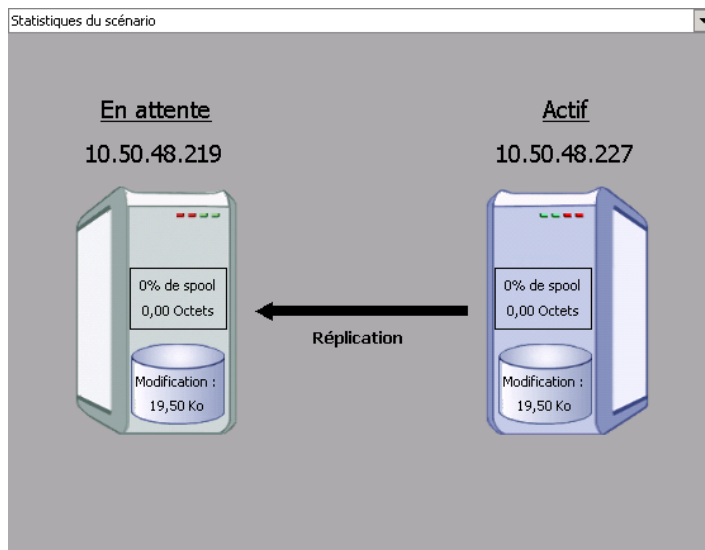 Statistiques du scénario
En attente
10.50.48.219
Actif
10.50.48.227
0% de spool
0,00 Octets
Modification :
19,50 Ko
Réplication
0% de spool
0,00 Octets
Modification :
19,50 Ko